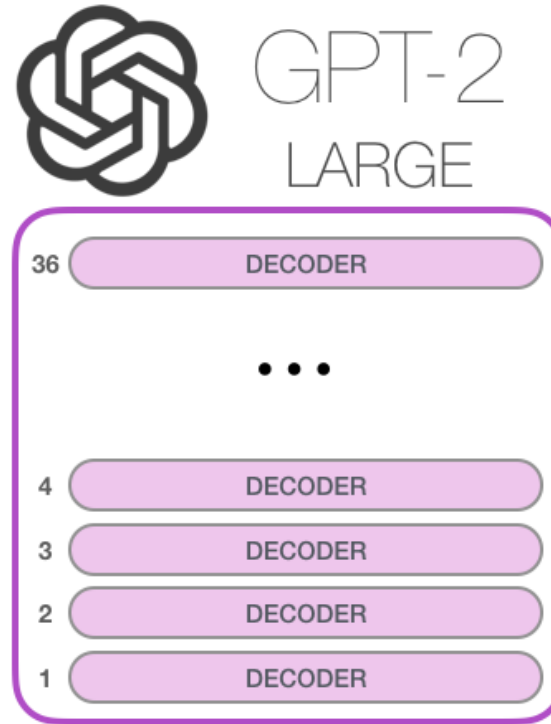 GPT-2
LARGE
36 DECODER
...
4 DECODER
3 DECODER
2 DECODER
1 DECODER